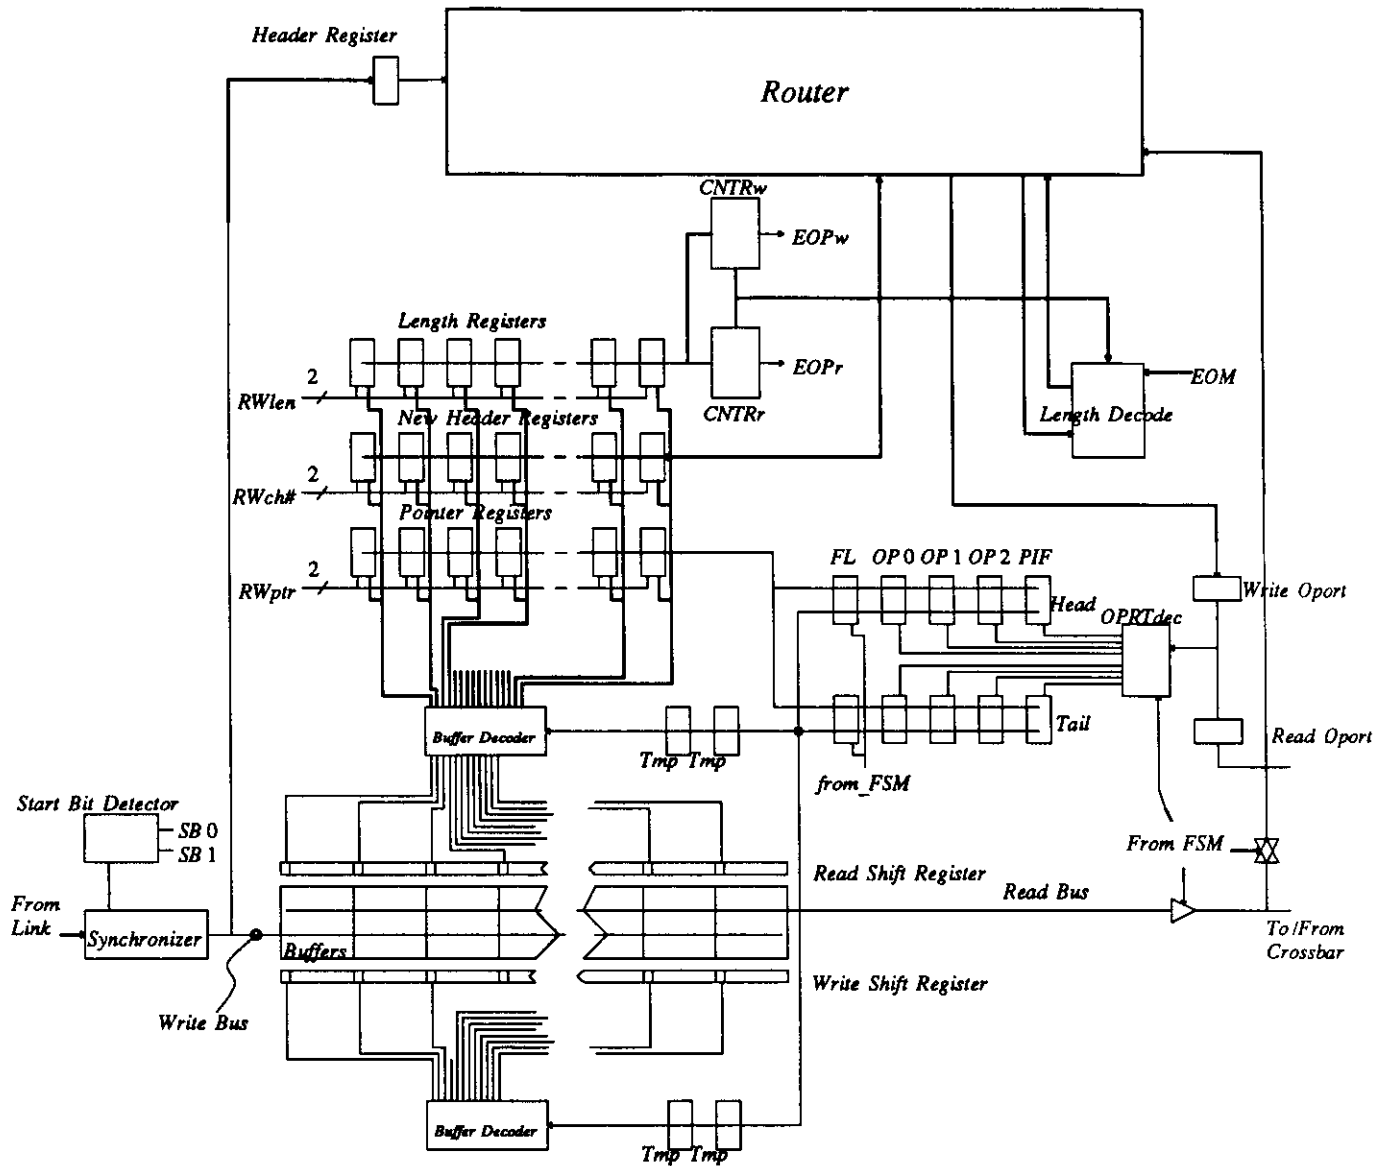 Header Register
Router
CNTRw
EOPw
Length Registers
2
RWlen
EOPr
CNTRr
EOM
Length Decode
New Header Registers
2
RWch#
Pointer Registers
2
RWptr
FL OP 0 OP 1 OP 2 PIF
Head
Write Oport
OPRTdec
Tail
Read Oport
Buffer Decoder
Tmp Tmp
from_FSM
Start Bit Detector
SB 0
SB 1
From FSM
Read Shift Register
Read Bus
From
Link
Synchronizer
Buffers
To/From
Crossbar
Write Shift Register
Write Bus
Buffer Decoder
Tmp Tmp